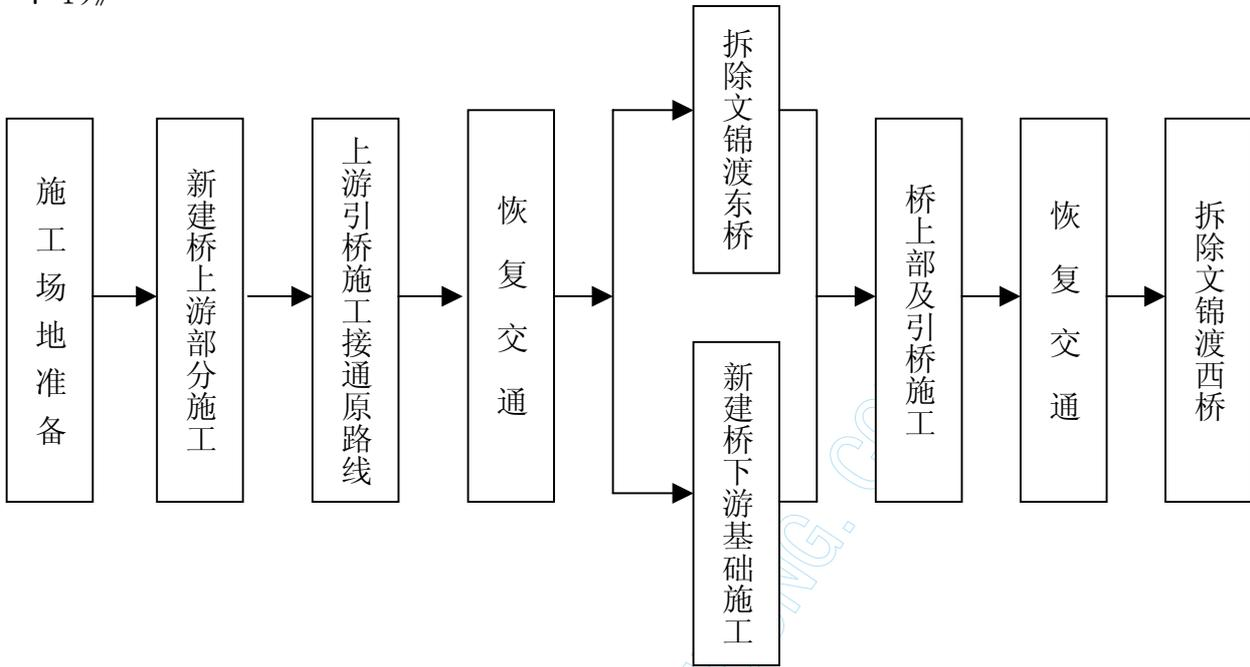 施工场地准备
新建桥上游部分施工
上游引桥施工接通原路线
恢复交通
拆除文锦渡东桥
新建桥下游基础施工
桥上部及引桥施工
恢复交通
拆除文锦渡西桥
NG. CO